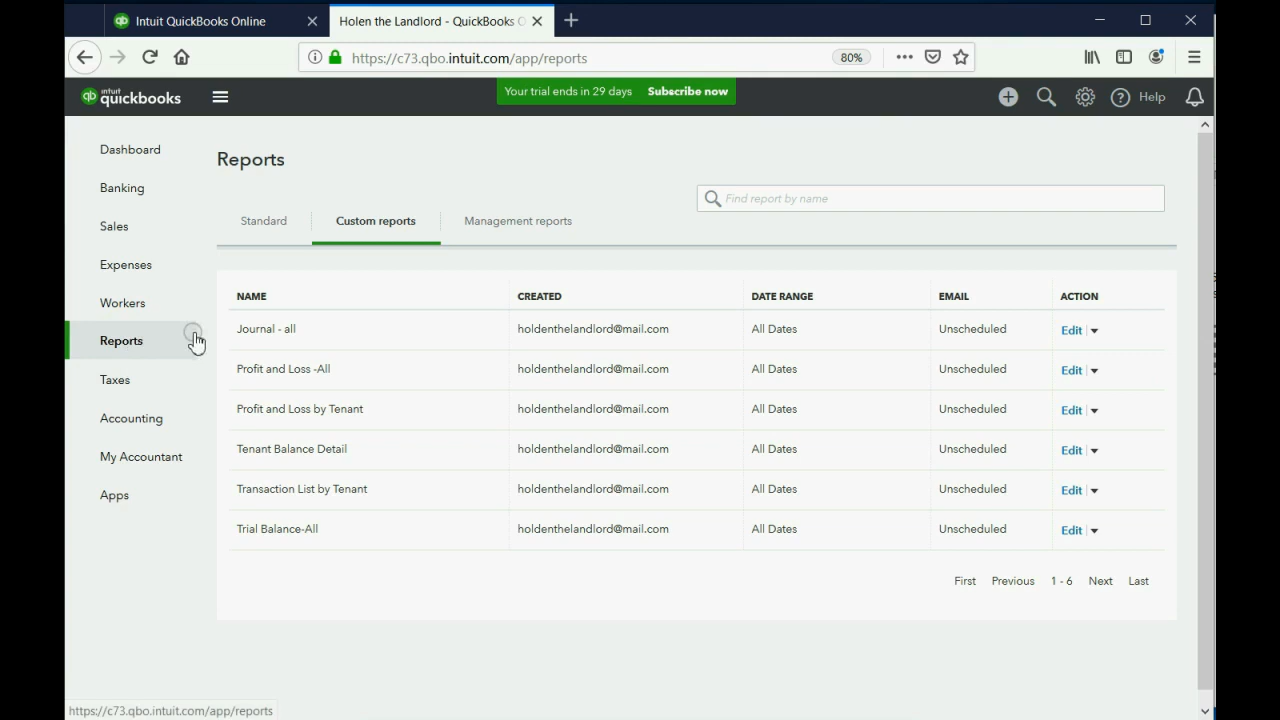 Intuit QuickBooks Online
Holen the Landlord - QuickBooks O
https://c73.qbo.intuit.com/app/reports
80%
qb intuit quickbooks
Your trial ends in 29 days Subscribe now
Help
Dashboard
Banking
Sales
Expenses
Workers
Reports
Taxes
Accounting
My Accountant
Apps
Reports
Find report by name
Standard Custom reports Management reports
NAME CREATED DATE RANGE EMAIL ACTION
Journal - all holdenthelandlord@mail.com All Dates Unscheduled Edit
Profit and Loss -All holdenthelandlord@mail.com All Dates Unscheduled Edit
Profit and Loss by Tenant holdenthelandlord@mail.com All Dates Unscheduled Edit
Tenant Balance Detail holdenthelandlord@mail.com All Dates Unscheduled Edit
Transaction List by Tenant holdenthelandlord@mail.com All Dates Unscheduled Edit
Trial Balance-All holdenthelandlord@mail.com All Dates Unscheduled Edit
First Previous 1 - 6 Next Last
https://c73.qbo.intuit.com/app/reports